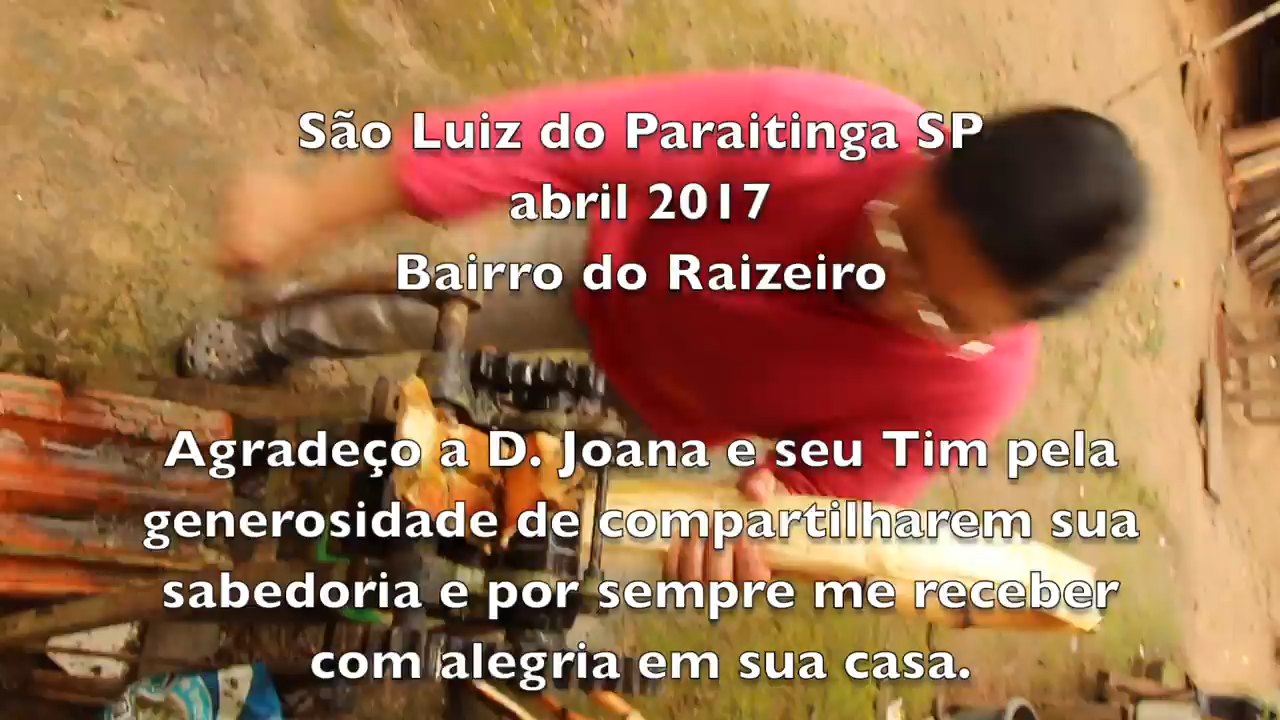 São Luiz do Paraitinga SP
abril 2017
Bairro do Raizeiro
Agradeço a D. Joana e seu Tim pela
generosidade de compartilharem sua
sabedoria e por sempre me receber
com alegria em sua casa.